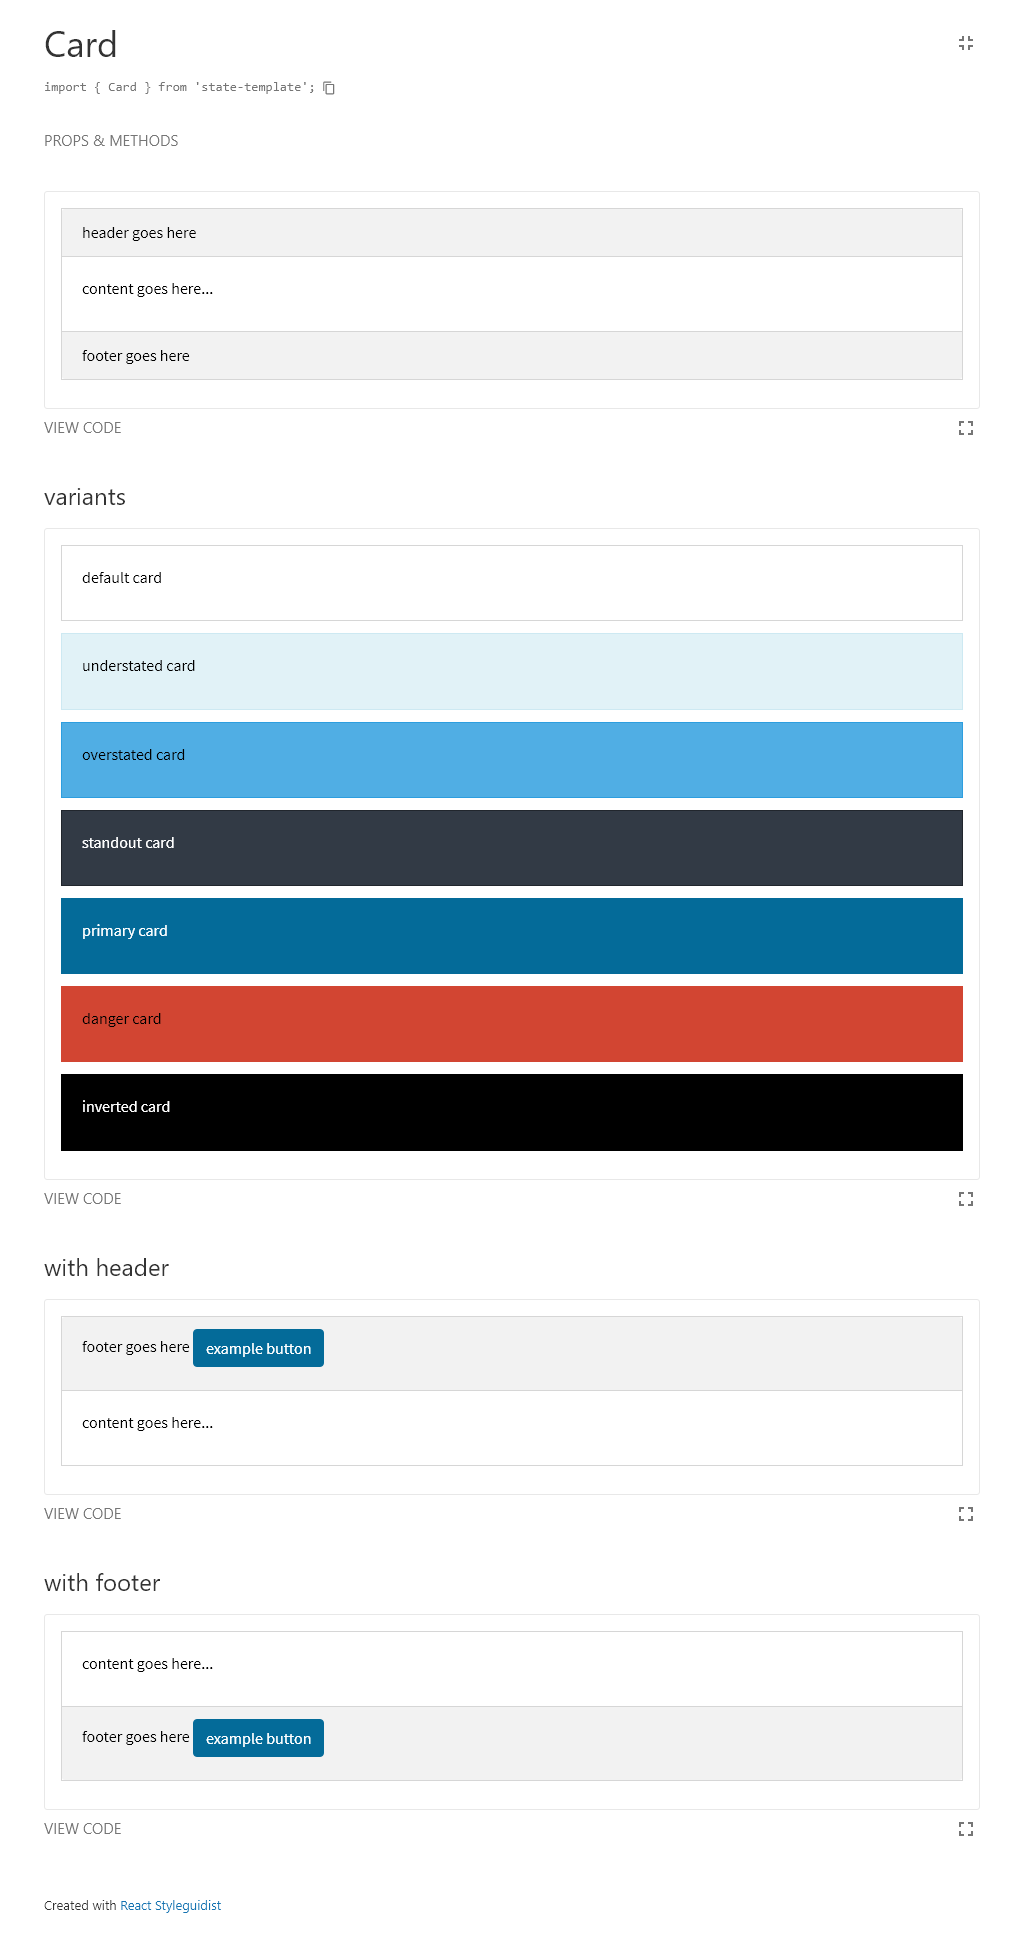 Card
import { Card } from 'state-template';
PROPS & METHODS
header goes here
content goes here...
footer goes here
VIEW CODE
variants
default card
understated card
overstated card
standout card
primary card
danger card
inverted card
VIEW CODE
with header
footer goes here example button
content goes here...
VIEW CODE
with footer
content goes here...
footer goes here example button
VIEW CODE
Created with React Styleguidist